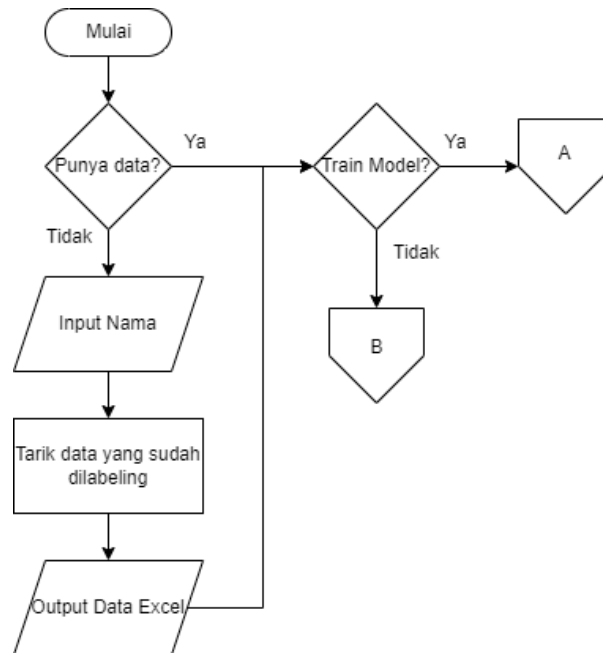 Mulai
Punya data?
Ya
Train Model?
Ya
A
Tidak
Tidak
Input Nama
B
Tarik data yang sudah
dilabeling
Output Data Excel